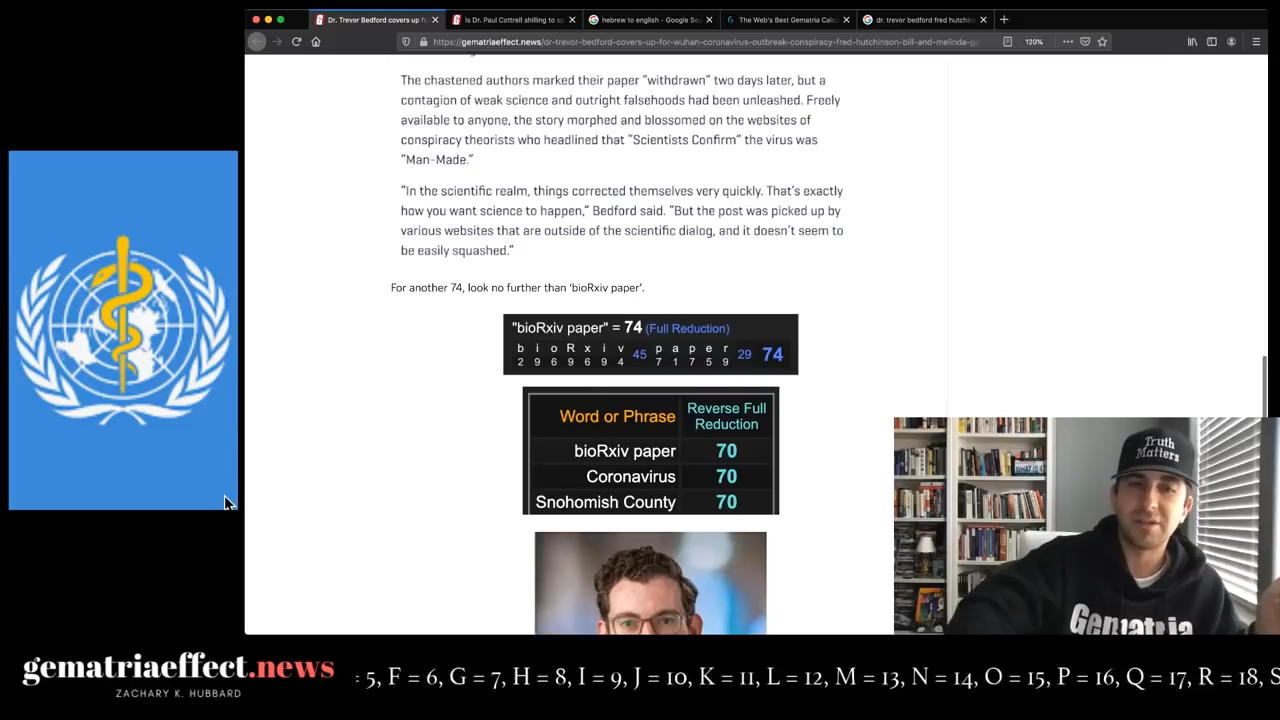 Dr. Trevor Bedford covers up f
Is Dr. Paul Cottrell shilling to s
hebrew to english - Google Se
The Web's Best Gematria Calc
dr. trevor bedford fred hutchin
https://gematriaeffect.news/dr-trevor-bedford-covers-up-for-wuhan-coronavirus-outbreak-conspiracy-fred-hutchinson-bill-and-melinda-g
120%
The chastened authors marked their paper “withdrawn” two days later, but a
contagion of weak science and outright falsehoods had been unleashed. Freely
available to anyone, the story morphed and blossomed on the websites of
conspiracy theorists who headlined that “Scientists Confirm” the virus was
“Man-Made.”
“In the scientific realm, things corrected themselves very quickly. That’s exactly
how you want science to happen,” Bedford said. “But the post was picked up by
various websites that are outside of the scientific dialog, and it doesn’t seem to
be easily squashed.”
For another 74, look no further than ‘bioRxiv paper’.
"bioRxiv paper" = 74 (Full Reduction)
b i o R x i v 45 p a p e r 29 74
2 9 6 9 6 9 4 7 1 7 5 9
Word or Phrase Reverse Full Reduction
bioRxiv paper 70
Coronavirus 70
Snohomish County 70
Truth
Matters
Gematria
gematriaeffect.news
ZACHARY K. HUBBARD
= 5, F = 6, G = 7, H = 8, I = 9, J = 10, K = 11, L = 12, M = 13, N = 14, O = 15, P = 16, Q = 17, R = 18, S